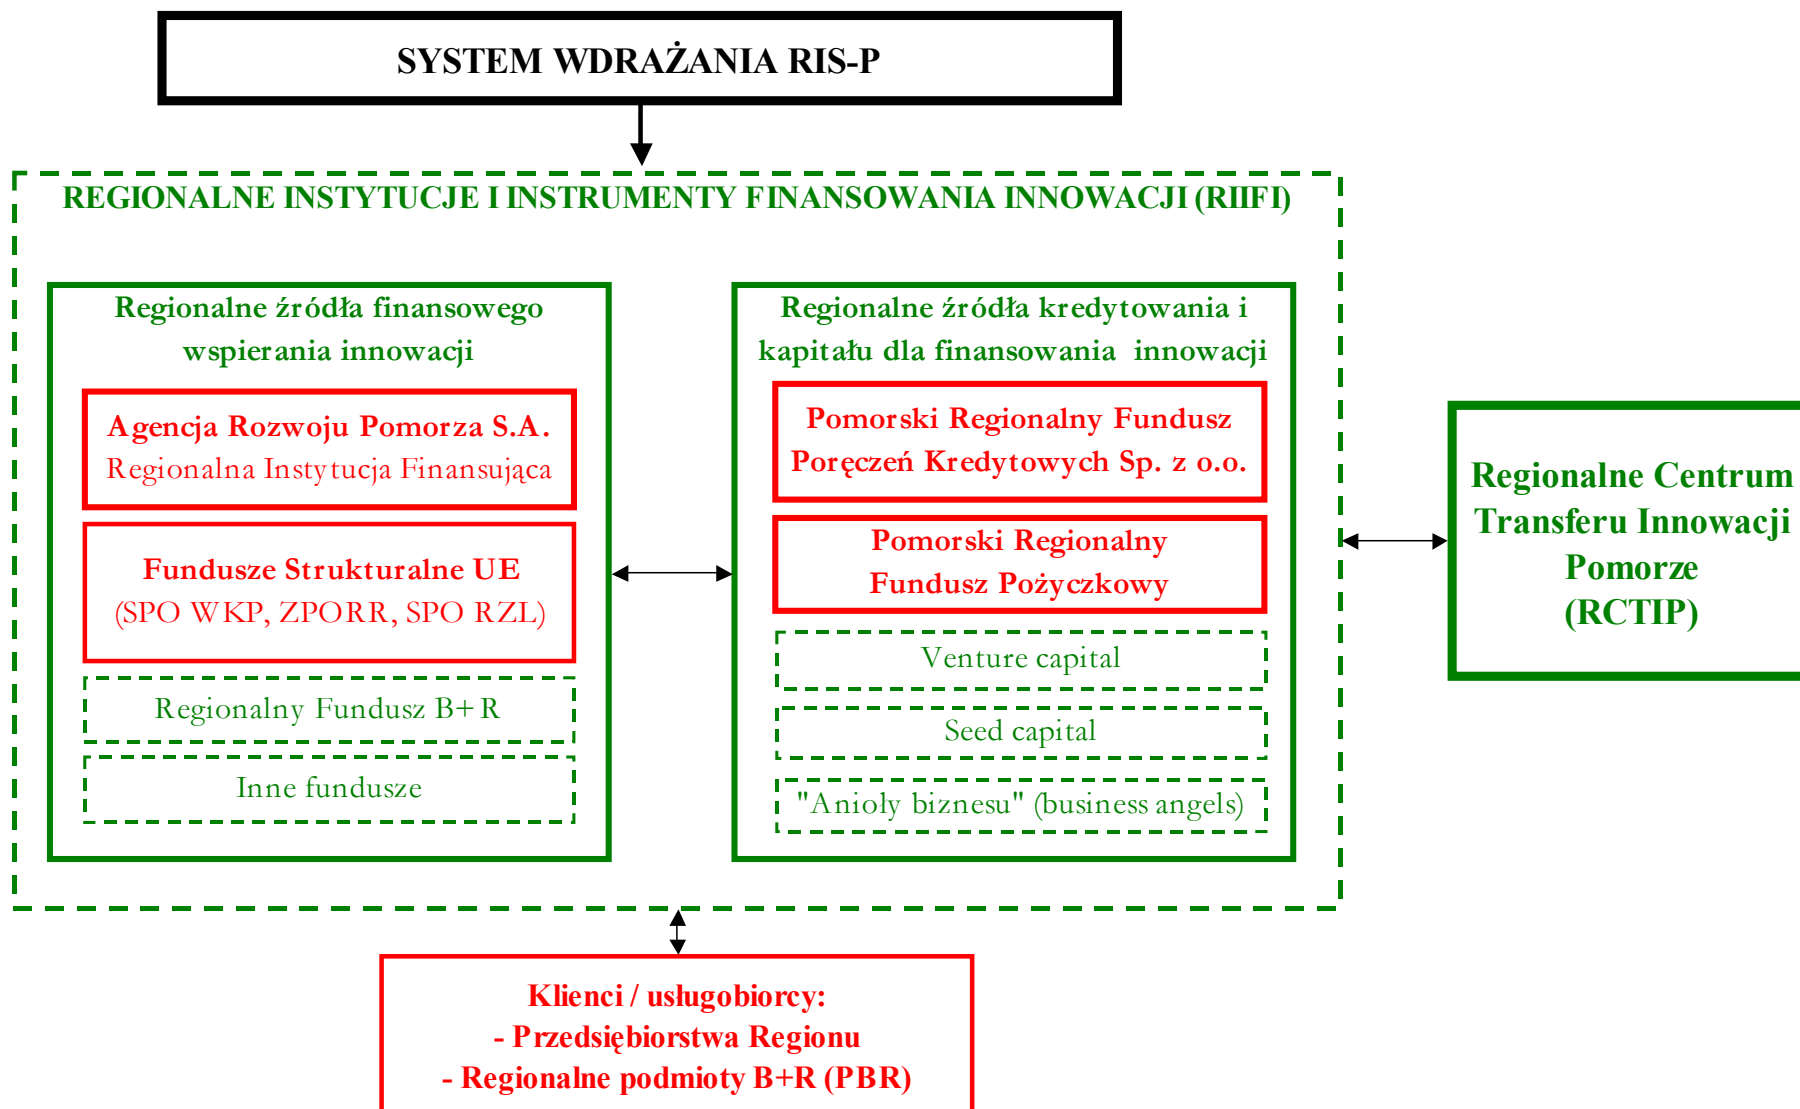 SYSTEM WDRAŻANIA RIS-P
REGIONALNE INSTYTUCJE I INSTRUMENTY FINANSOWANIA INNOWACJI (RIIFI)
Regionalne źródła finansowego
wspierania innowacji
Agencja Rozwoju Pomorza S.A.
Regionalna Instytucja Finansująca
Fundusze Strukturalne UE
(SPO WKP, ZPORR, SPO RZL)
Regionalny Fundusz B+R
Inne fundusze
Regionalne źródła kredytowania i
kapitału dla finansowania innowacji
Pomorski Regionalny Fundusz
Poręczeń Kredytowych Sp. z o.o.
Pomorski Regionalny
Fundusz Pożyczkowy
Venture capital
Seed capital
"Anioły biznesu" (business angels)
Regionalne Centrum
Transferu Innowacji
Pomorze
(RCTIP)
Klienci / usługobiorcy:
- Przedsiębiorstwa Regionu
- Regionalne podmioty B+R (PBR)